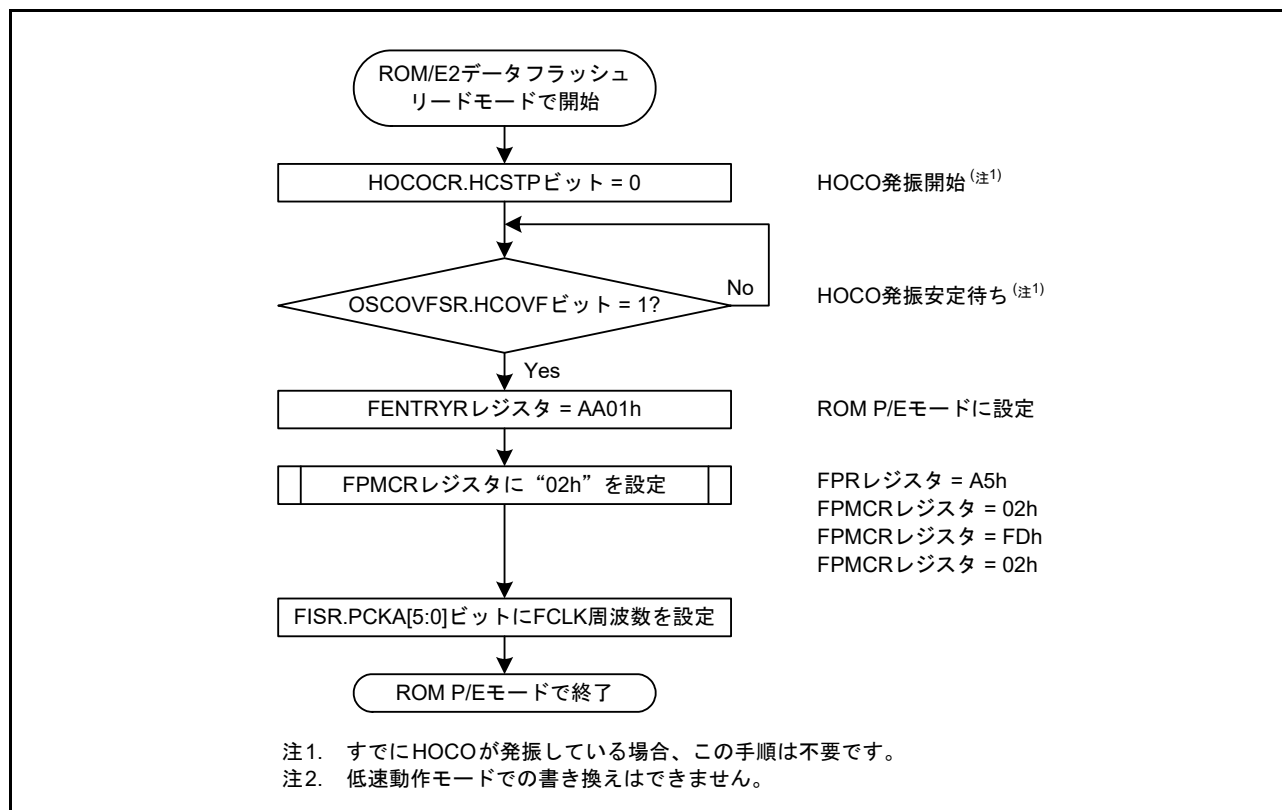 ROM/E2データフラッシュ
リードモードで開始
HOCOCR.HCSTPビット = 0
HOCO発振開始 (注1)
OSCOVFSR.HCOVFビット = 1?
No
HOCO発振安定待ち (注1)
Yes
FENTRYRレジスタ = AA01h
ROM P/Eモードに設定
FPMCRレジスタに“02h”を設定
FPRレジスタ = A5h
FPMCRレジスタ = 02h
FPMCRレジスタ = FDh
FPMCRレジスタ = 02h
FISR.PCKA[5:0]ビットにFCLK周波数を設定
ROM P/Eモードで終了
注1. すでにHOCOが発振している場合、この手順は不要です。
注2. 低速動作モードでの書き換えはできません。